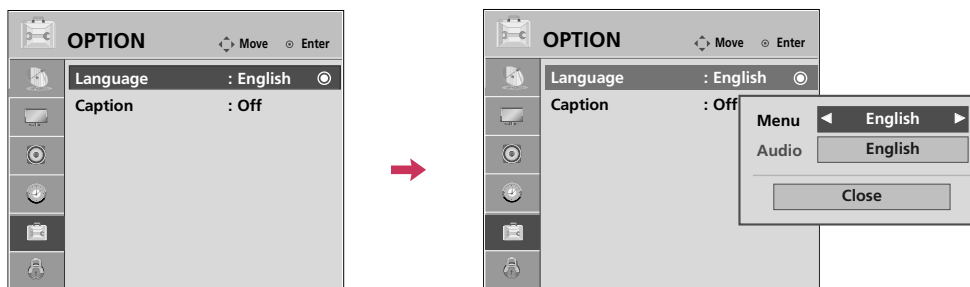 OPTION
Move
Enter
Language : English
Caption : Off
OPTION
Move
Enter
Language : English
Caption : Off
Menu English
Audio English
Close